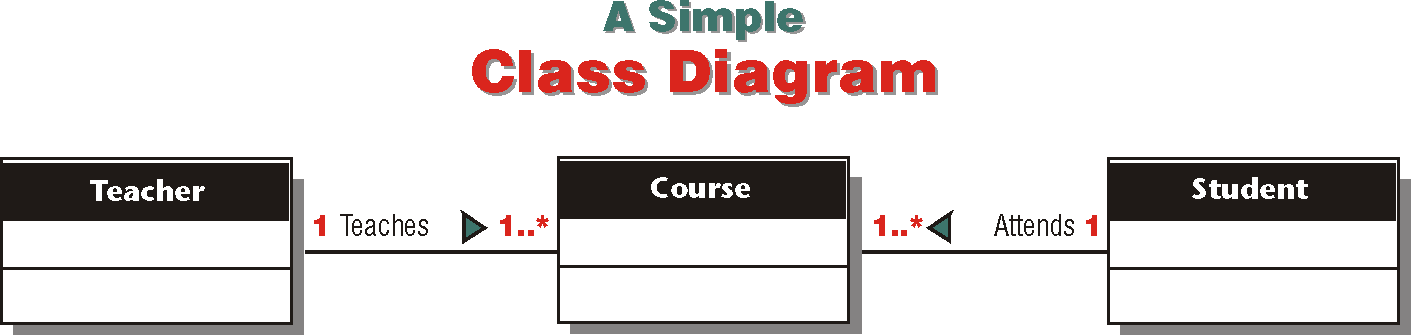 A Simple
Class Diagram
Teacher
1 Teaches 1..*
Course
1..* Attends 1
Student